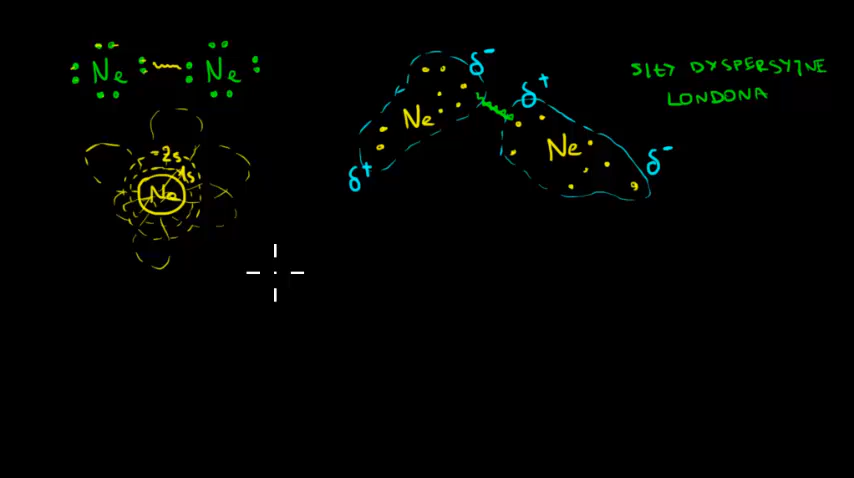 Ne Ne
2s
1s
Ne
δ-
Ne
δ+
δ+
Ne
δ-
SIŁY DYSPERSYJNE
LONDONA